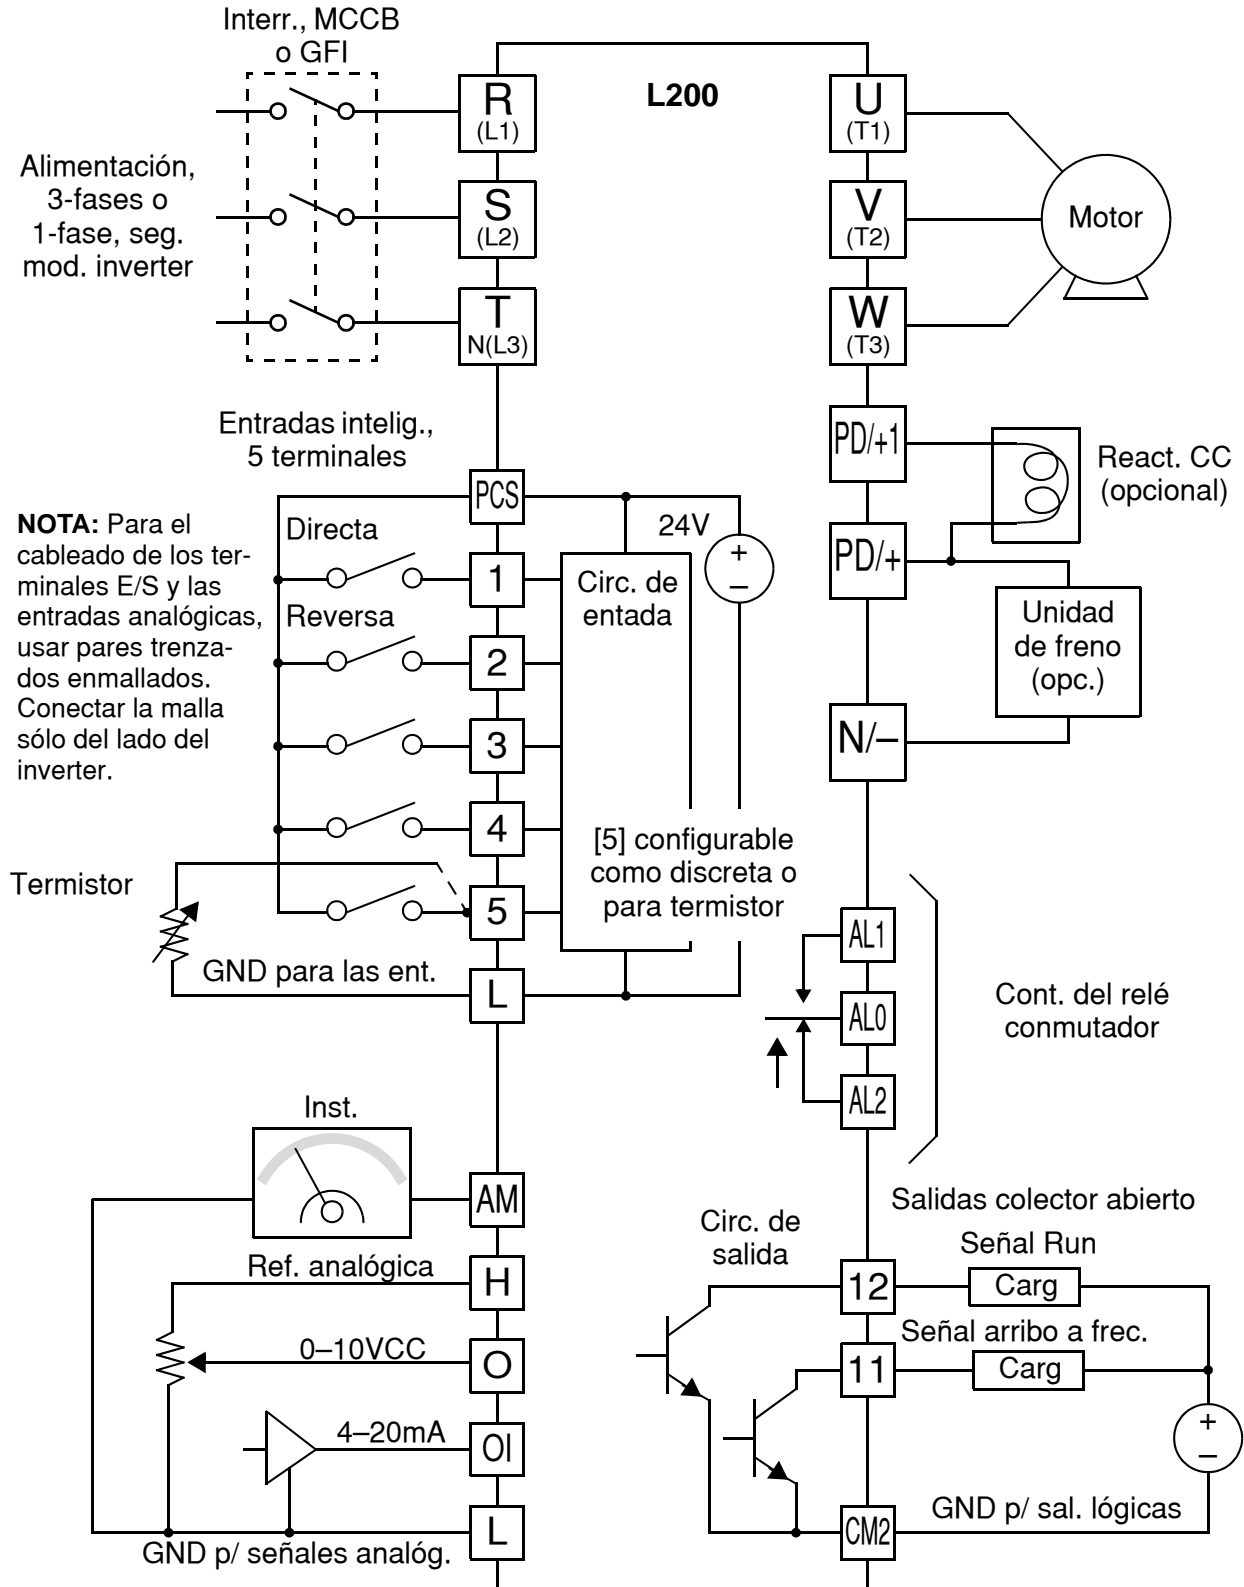 Interr., MCCB
o GFI
L200
R
(L1)
U
(T1)
Alimentación,
3-fases o
1-fase, seg.
mod. inverter
S
(L2)
V
(T2)
Motor
T
N(L3)
W
(T3)
Entradas intelig.,
5 terminales
PD/+1
React. CC
(opcional)
PCS
NOTA: Para el
cableado de los ter-
minales E/S y las
entradas analógicas,
usar pares trenza-
dos enmallados.
Conectar la malla
sólo del lado del
inverter.
Directa
24V
+
–
1
Circ. de
entada
PD/+
Reversa
2
Unidad
de freno
(opc.)
3
N/–
4
[5] configurable
como discreta o
para termistor
Termistor
5
AL1
GND para las ent.
L
AL0
Cont. del relé
conmutador
AL2
Inst.
AM
Salidas colector abierto
Circ. de
salida
Señal Run
Ref. analógica
H
12
Carg
Señal arribo a frec.
0–10VCC
O
11
Carg
4–20mA
OI
+
–
GND p/ sal. lógicas
L
CM2
GND p/ señales analóg.